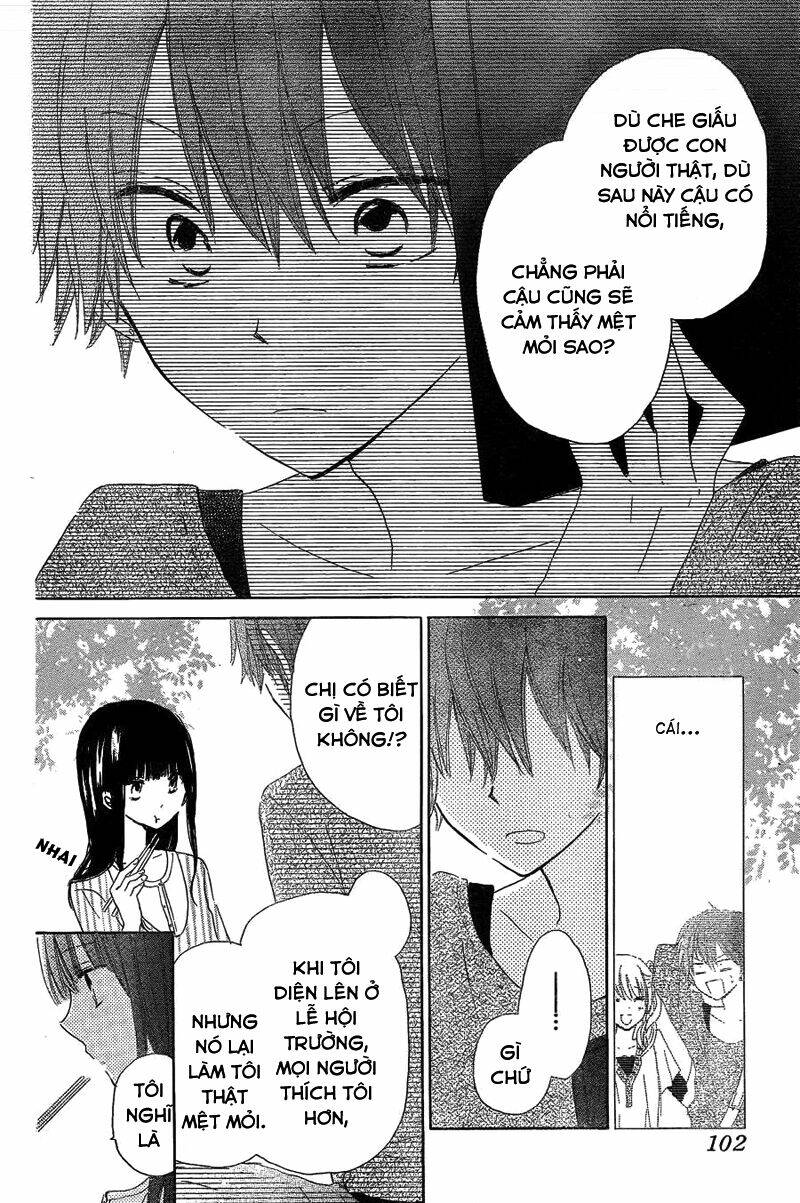 DÙ CHE GIẤU
ĐƯỢC CON
NGƯỜI THẬT, DÙ
SAU NÀY CẬU CÓ
NỔI TIẾNG,
CHẲNG PHẢI
CẬU CŨNG SẼ
CẢM THẤY MỆT
MỎI SAO?
CÁI...
......
GÌ
CHỨ
CHỊ CÓ BIẾT
GÌ VỀ TÔI
KHÔNG!?
NHAI
KHI TÔI
DIỆN LÊN Ở
LỄ HỘI
TRƯỜNG,
MỌI NGƯỜI
THÍCH TÔI
HƠN,
NHƯNG
NÓ LẠI
LÀM TÔI
THẬT
MỆT MỎI.
TÔI
NGHĨ
LÀ
102